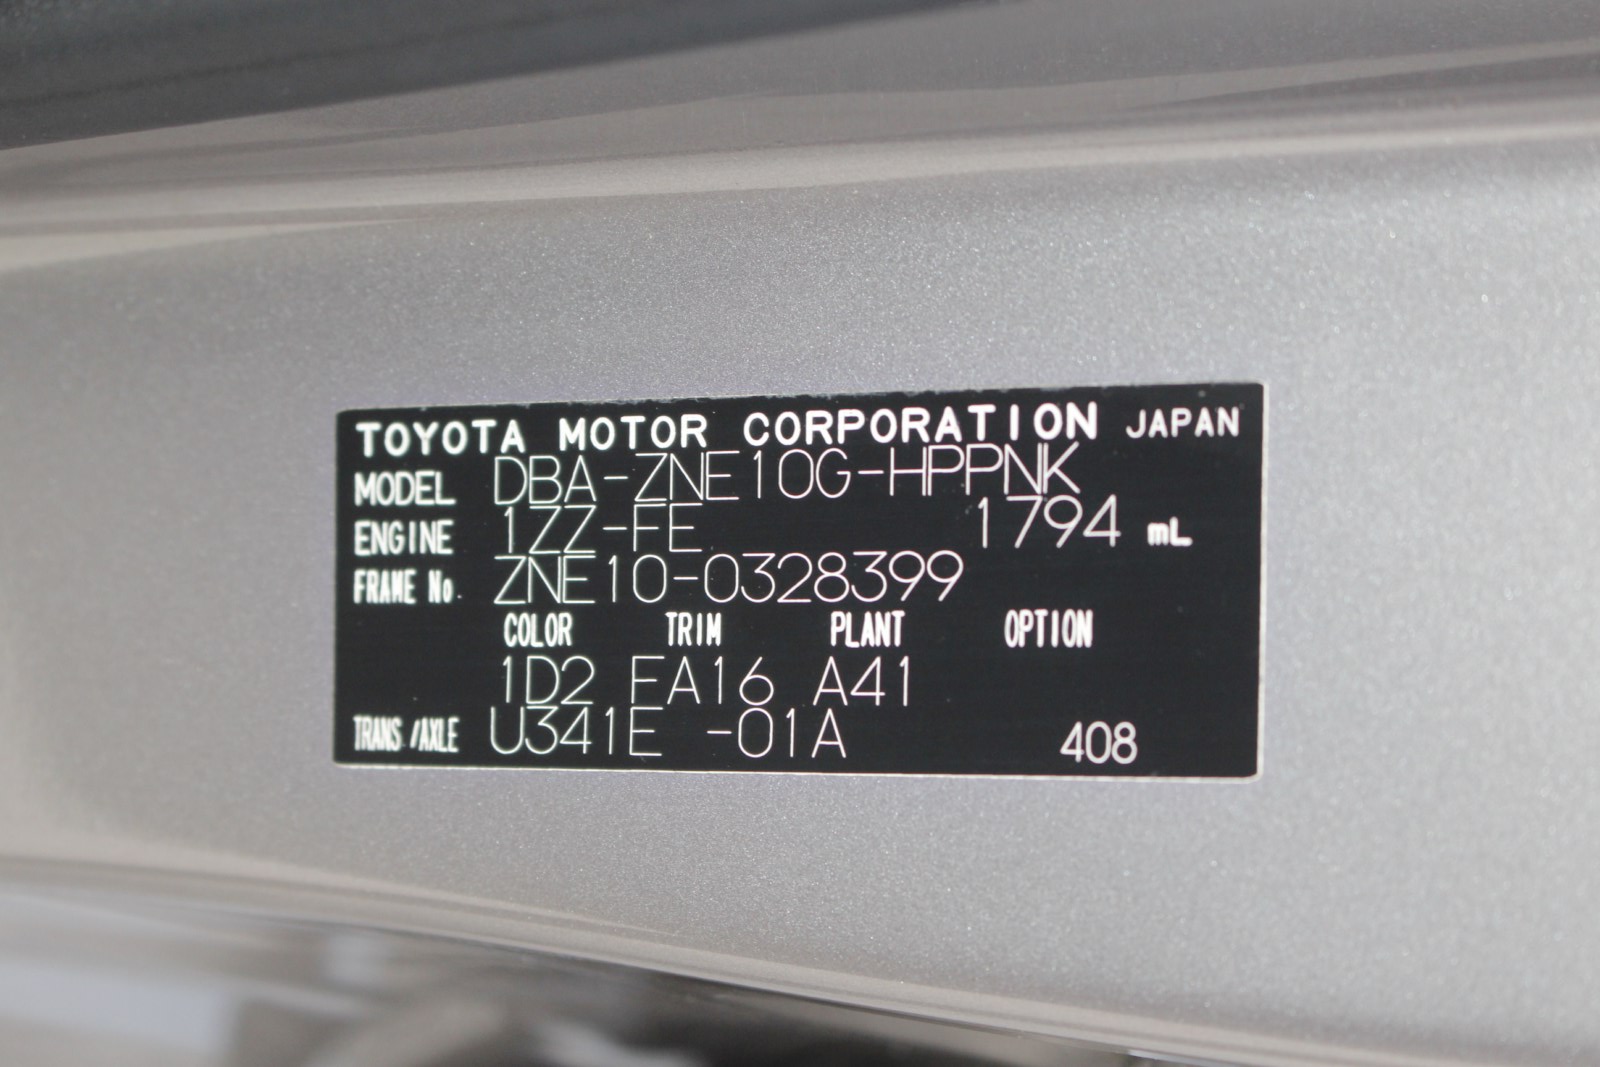 TOYOTA MOTOR CORPORATION JAPAN
MODEL DBA-ZNE10G-HPPNK
ENGINE 1ZZ-FE 1794 mL
FRAME No. ZNE10-0328399
COLOR TRIM PLANT OPTION
1D2 FA16 A41
TRANS./AXLE U341E -01A 408